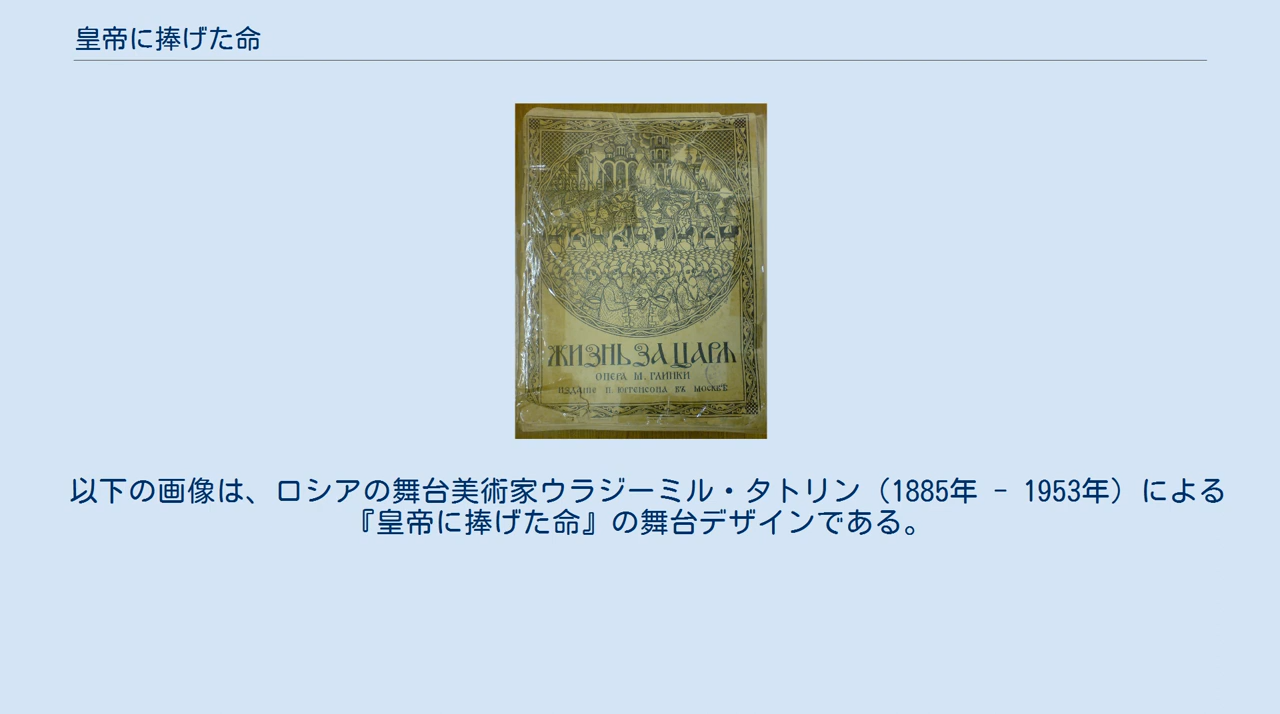 皇帝に捧げた命
ЖИЗНЬ ЗА ЦАРЯ
ОПЕРА М. ГЛИНКИ
ИЗДАНІЕ П. ЮРГЕНСОНА ВЪ МОСКВѢ
以下の画像は、ロシアの舞台美術家ウラジーミル・タトリン（1885年 - 1953年）による
『皇帝に捧げた命』の舞台デザインである。